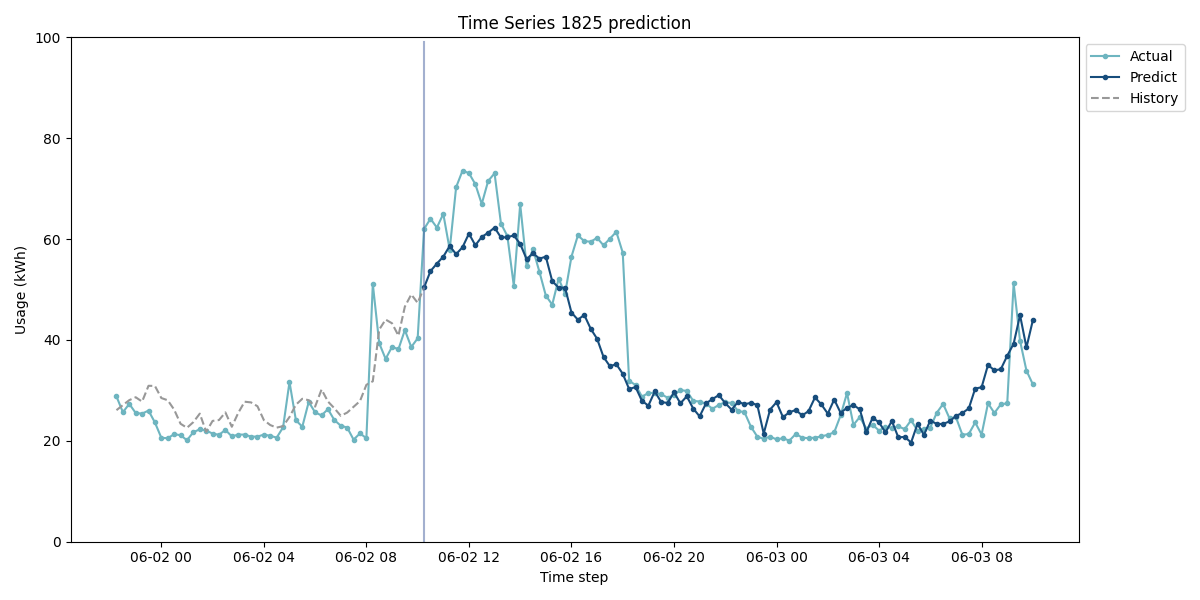 Time Series 1825 prediction
100
80
60
40
20
0
Usage (kWh)
06-02 00
06-02 04
06-02 08
06-02 12
06-02 16
06-02 20
06-03 00
06-03 04
06-03 08
Time step
Actual
Predict
History